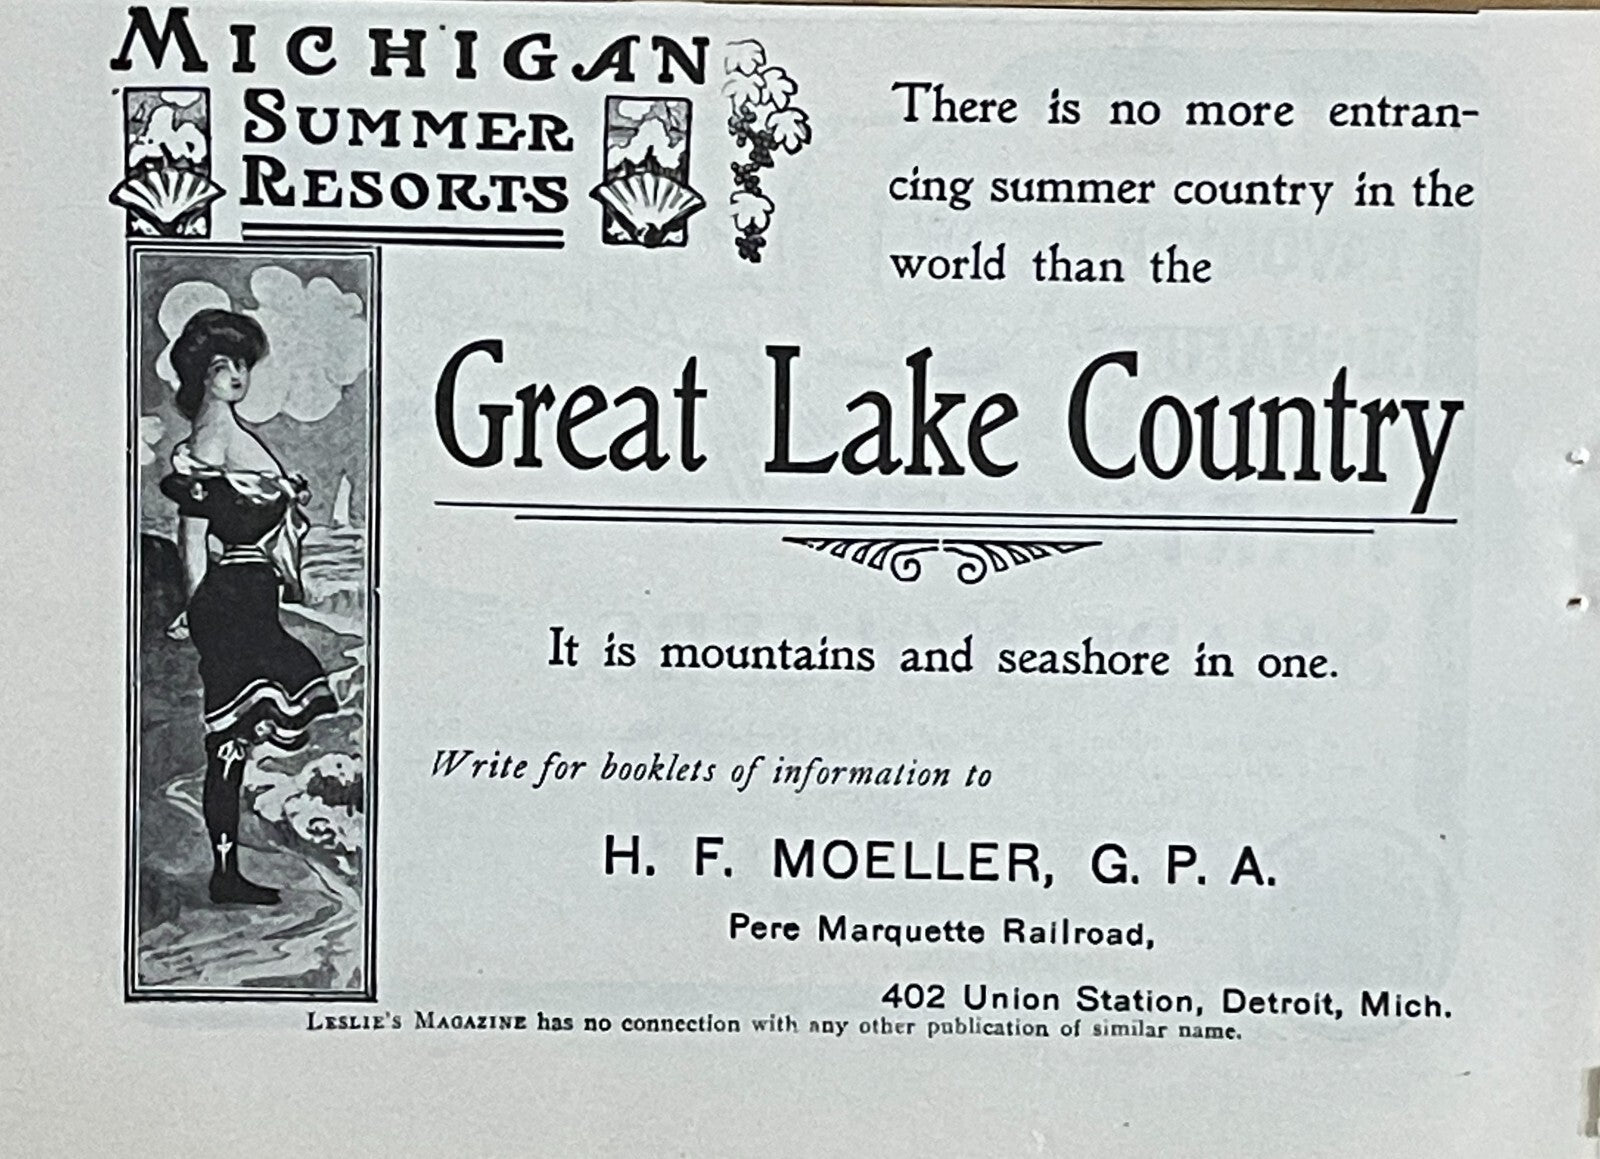 MICHIGAN
SUMMER
RESORTS
There is no more entran-
cing summer country in the
world than the
Great Lake Country
It is mountains and seashore in one.
Write for booklets of information to
H. F. MOELLER, G. P. A.
Pere Marquette Railroad,
402 Union Station, Detroit, Mich.
LESLIE'S MAGAZINE has no connection with any other publication of similar name.